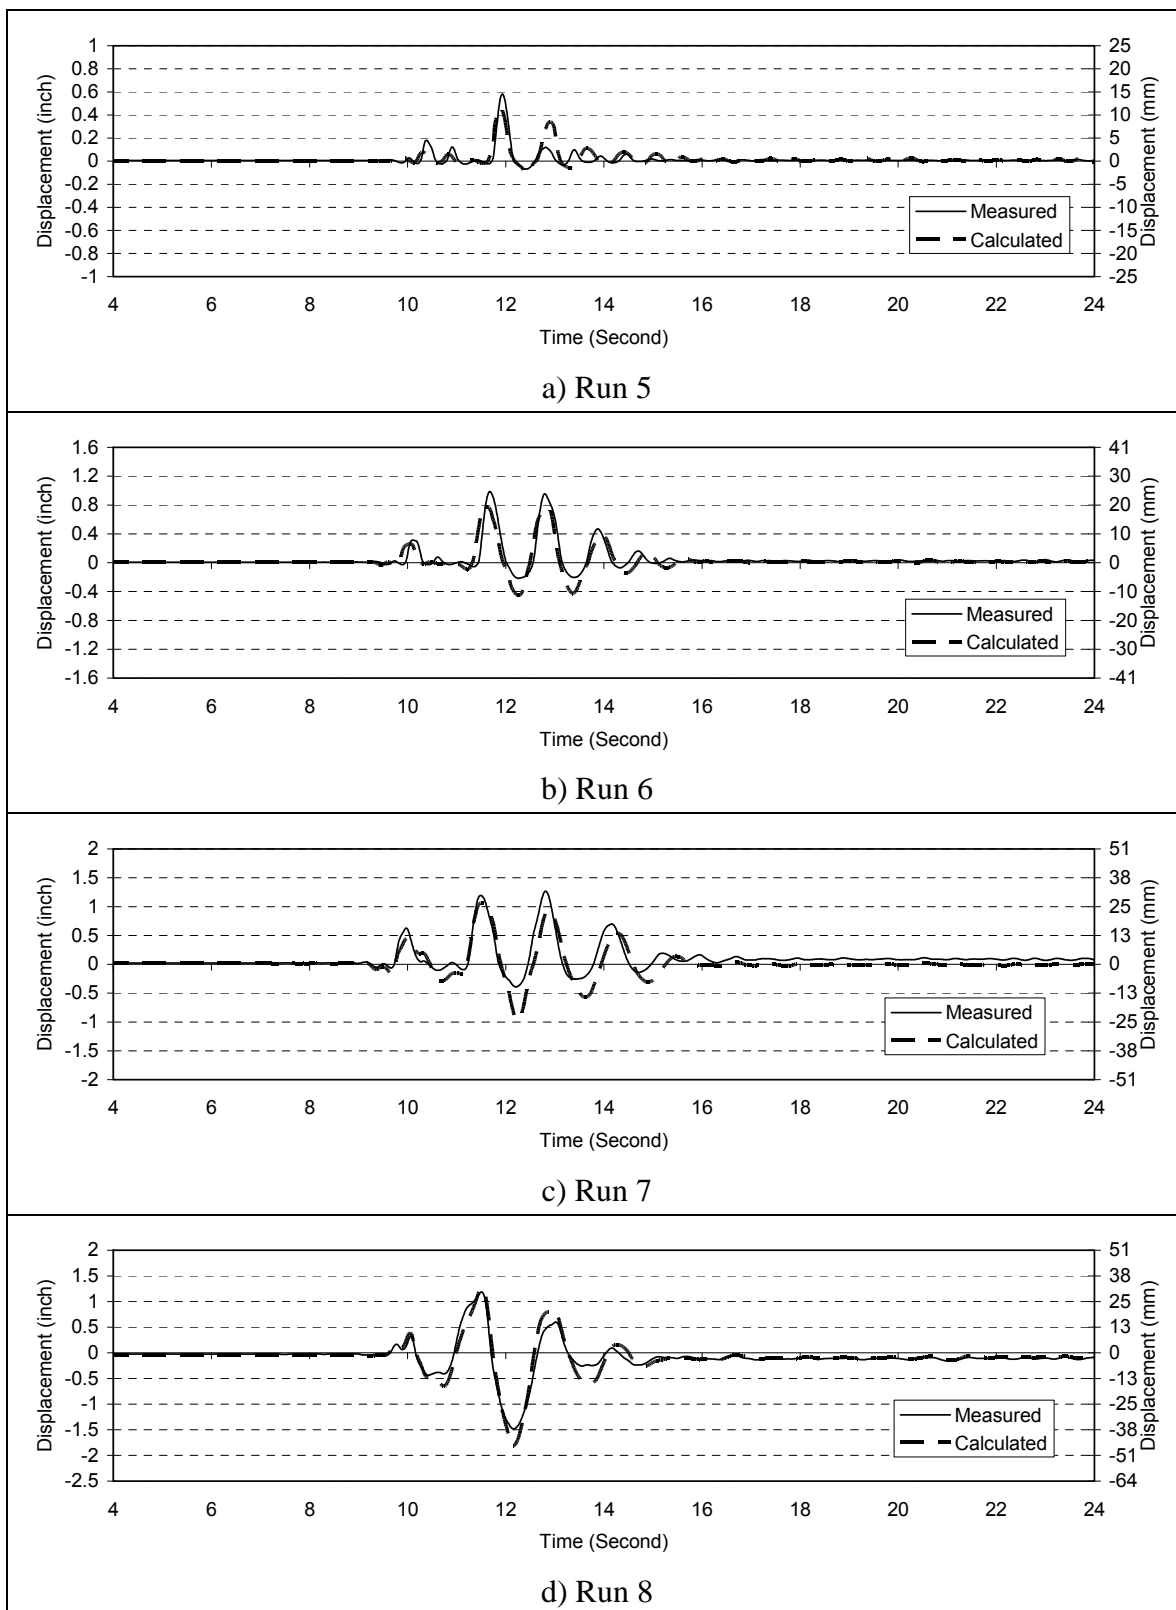 1 25
0.8 20
0.6 15
0.4 10
0.2 5
0 0
-0.2 -5
-0.4 -10
-0.6 -15
-0.8 -20
-1 -25
Displacement (inch)
Displacement (mm)
Measured
Calculated
4 6 8 10 12 14 16 18 20 22 24
Time (Second)
a) Run 5
1.6 41
1.2 30
0.8 20
0.4 10
0 0
-0.4 -10
-0.8 -20
-1.2 -30
-1.6 -41
Displacement (inch)
Displacement (mm)
Measured
Calculated
4 6 8 10 12 14 16 18 20 22 24
Time (Second)
b) Run 6
2 51
1.5 38
1 25
0.5 13
0 0
-0.5 -13
-1 -25
-1.5 -38
-2 -51
Displacement (inch)
Displacement (mm)
Measured
Calculated
4 6 8 10 12 14 16 18 20 22 24
Time (Second)
c) Run 7
2 51
1.5 38
1 25
0.5 13
0 0
-0.5 -13
-1 -25
-1.5 -38
-2 -51
-2.5 -64
Displacement (inch)
Displacement (mm)
Measured
Calculated
4 6 8 10 12 14 16 18 20 22 24
Time (Second)
d) Run 8